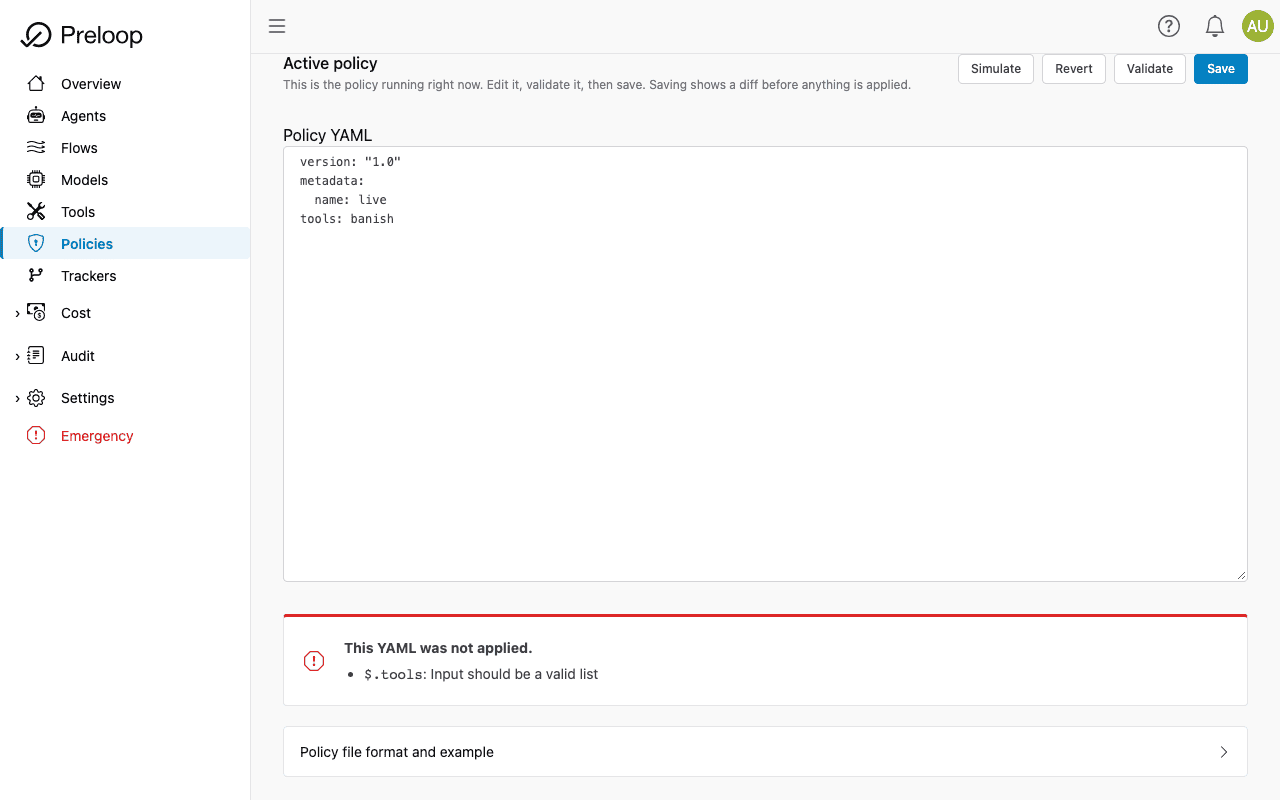 Preloop
AU
Overview
Agents
Flows
Models
Tools
Policies
Trackers
Cost
Audit
Settings
Emergency
Active policy
This is the policy running right now. Edit it, validate it, then save. Saving shows a diff before anything is applied.
Simulate
Revert
Validate
Save
Policy YAML
version: "1.0"
metadata:
  name: live
tools: banish
This YAML was not applied.
• $.tools: Input should be a valid list
Policy file format and example